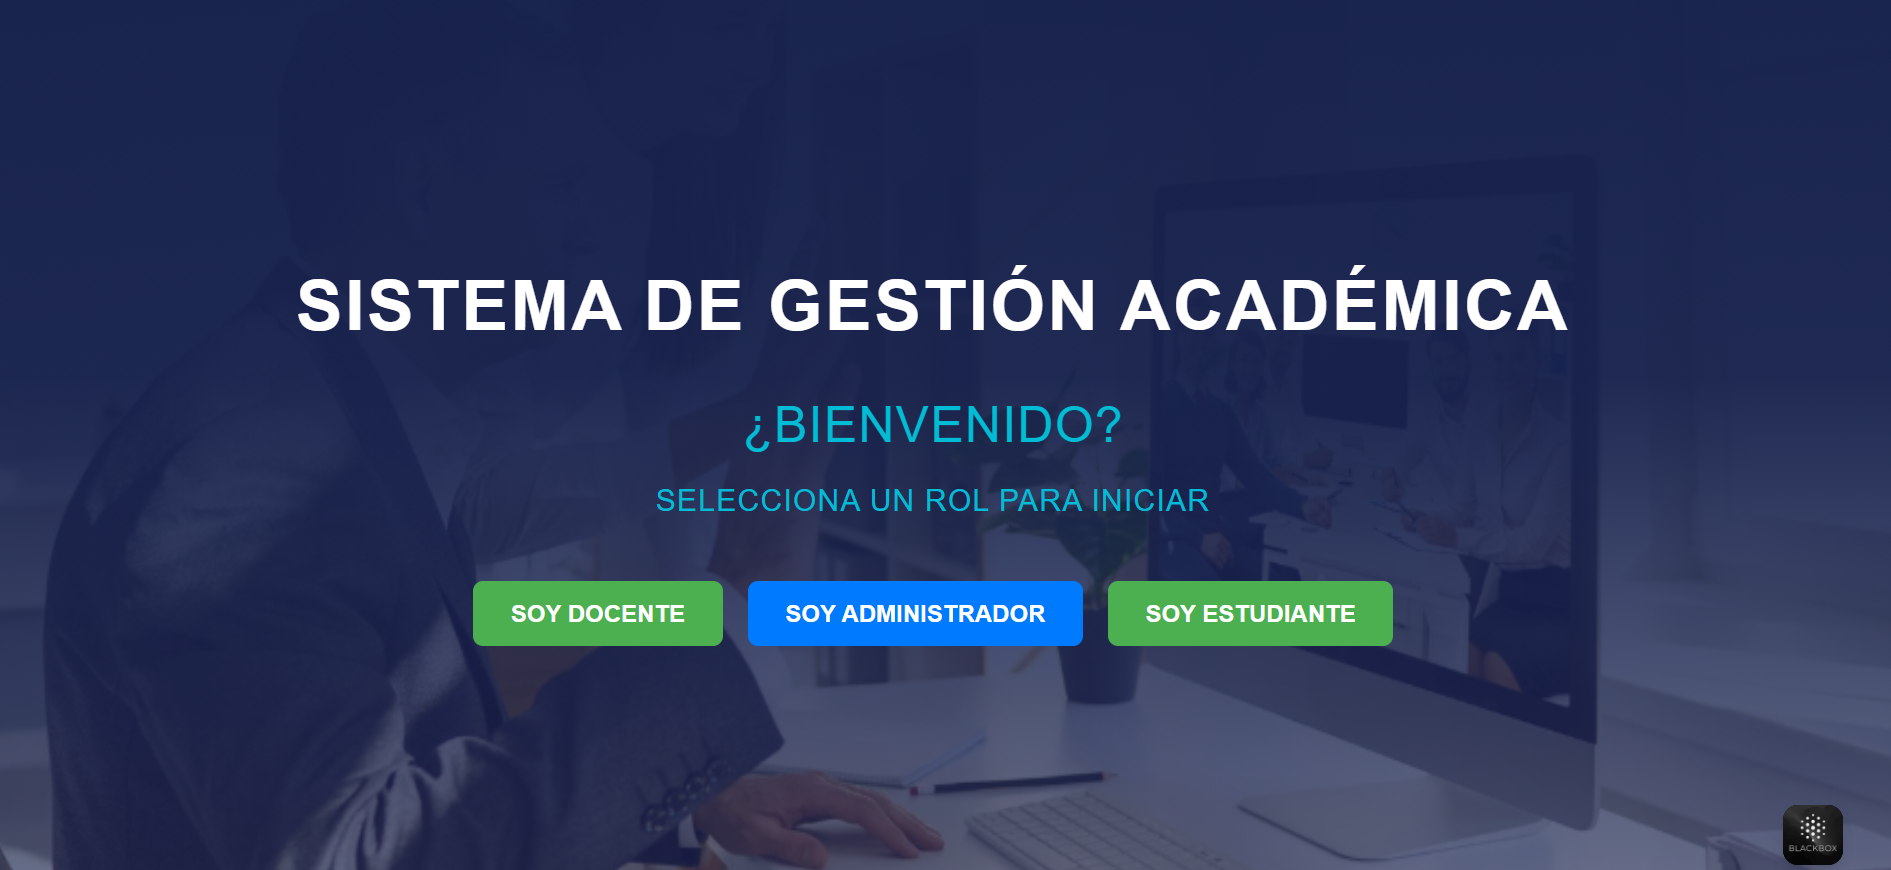 SISTEMA DE GESTIÓN ACADÉMICA
¿BIENVENIDO?
SELECCIONA UN ROL PARA INICIAR
SOY DOCENTE
SOY ADMINISTRADOR
SOY ESTUDIANTE
BLACKBOX